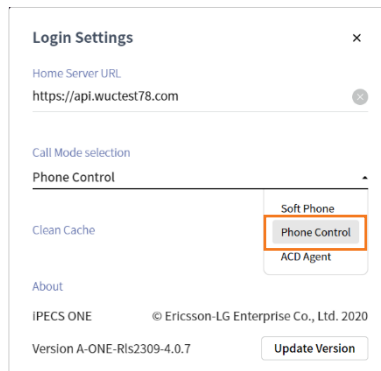 Login Settings ×
Home Server URL
https://api.wuctest78.com
Call Mode selection
Phone Control
Soft Phone
Clean Cache
Phone Control
ACD Agent
About
iPECS ONE © Ericsson-LG Enterprise Co., Ltd. 2020
Version A-ONE-Rls2309-4.0.7 Update Version